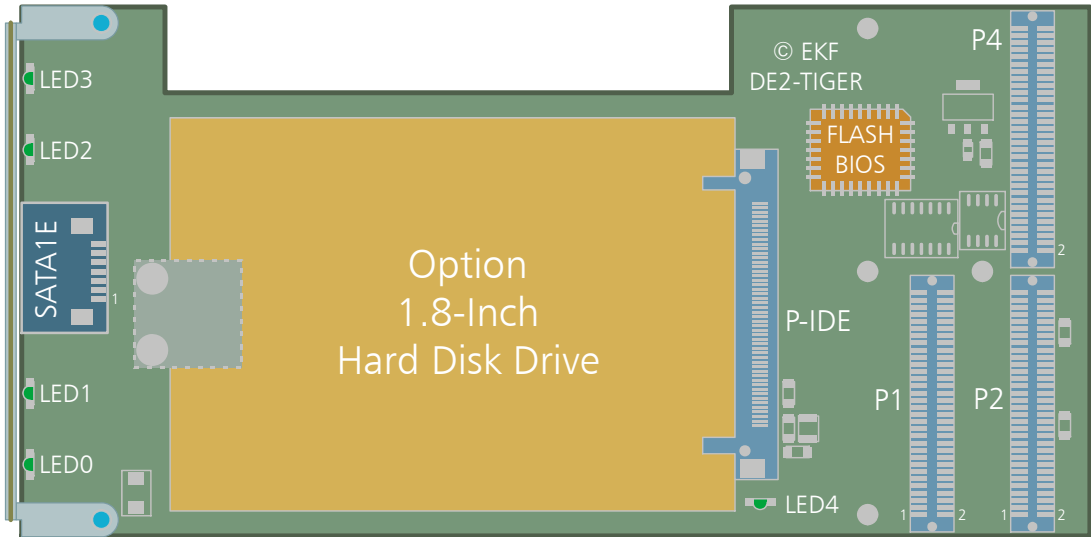 LED3
LED2
SATA1E
1
LED1
LED0
Option
1.8-Inch
Hard Disk Drive
© EKF
DE2-TIGER
FLASH
BIOS
P-IDE
LED4
P4
2
P1
1
2
P2
1
2